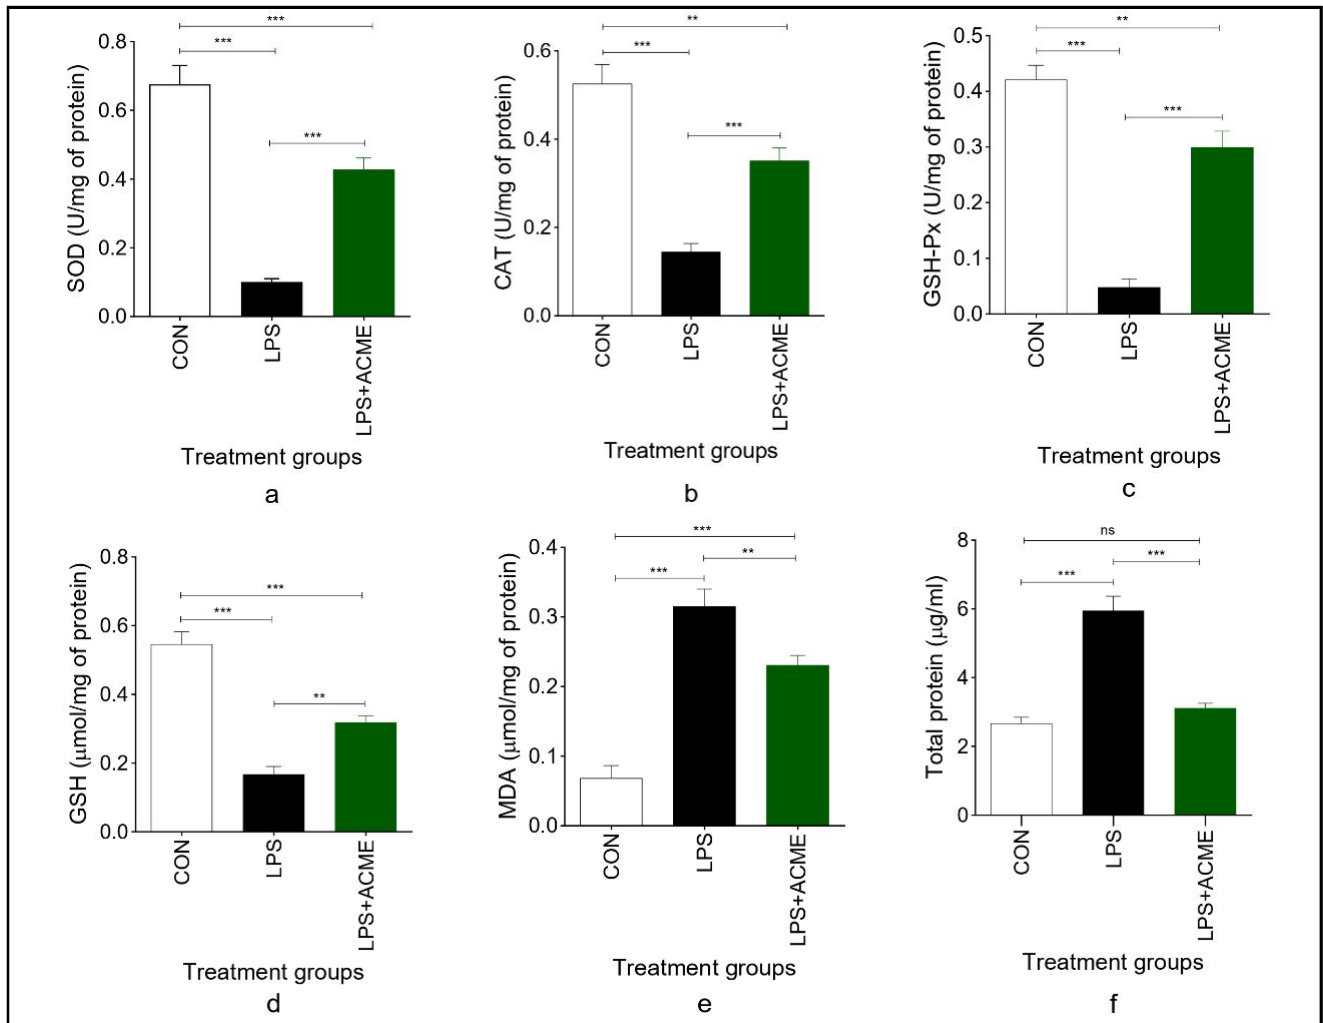 ***
***
***
SOD (U/mg of protein)
0.8
0.6
0.4
0.2
0.0
CON
LPS
LPS+ACME
Treatment groups
a
**
***
***
CAT (U/mg of protein)
0.6
0.4
0.2
0.0
CON
LPS
LPS+ACME
Treatment groups
b
**
***
***
GSH-Px (U/mg of protein)
0.5
0.4
0.3
0.2
0.1
0.0
CON
LPS
LPS+ACME
Treatment groups
c
***
***
**
GSH (µmol/mg of protein)
0.8
0.6
0.4
0.2
0.0
CON
LPS
LPS+ACME
Treatment groups
d
***
**
***
MDA (µmol/mg of protein)
0.4
0.3
0.2
0.1
0.0
CON
LPS
LPS+ACME
Treatment groups
e
ns
***
***
Total protein (µg/ml)
8
6
4
2
0
CON
LPS
LPS+ACME
Treatment groups
f